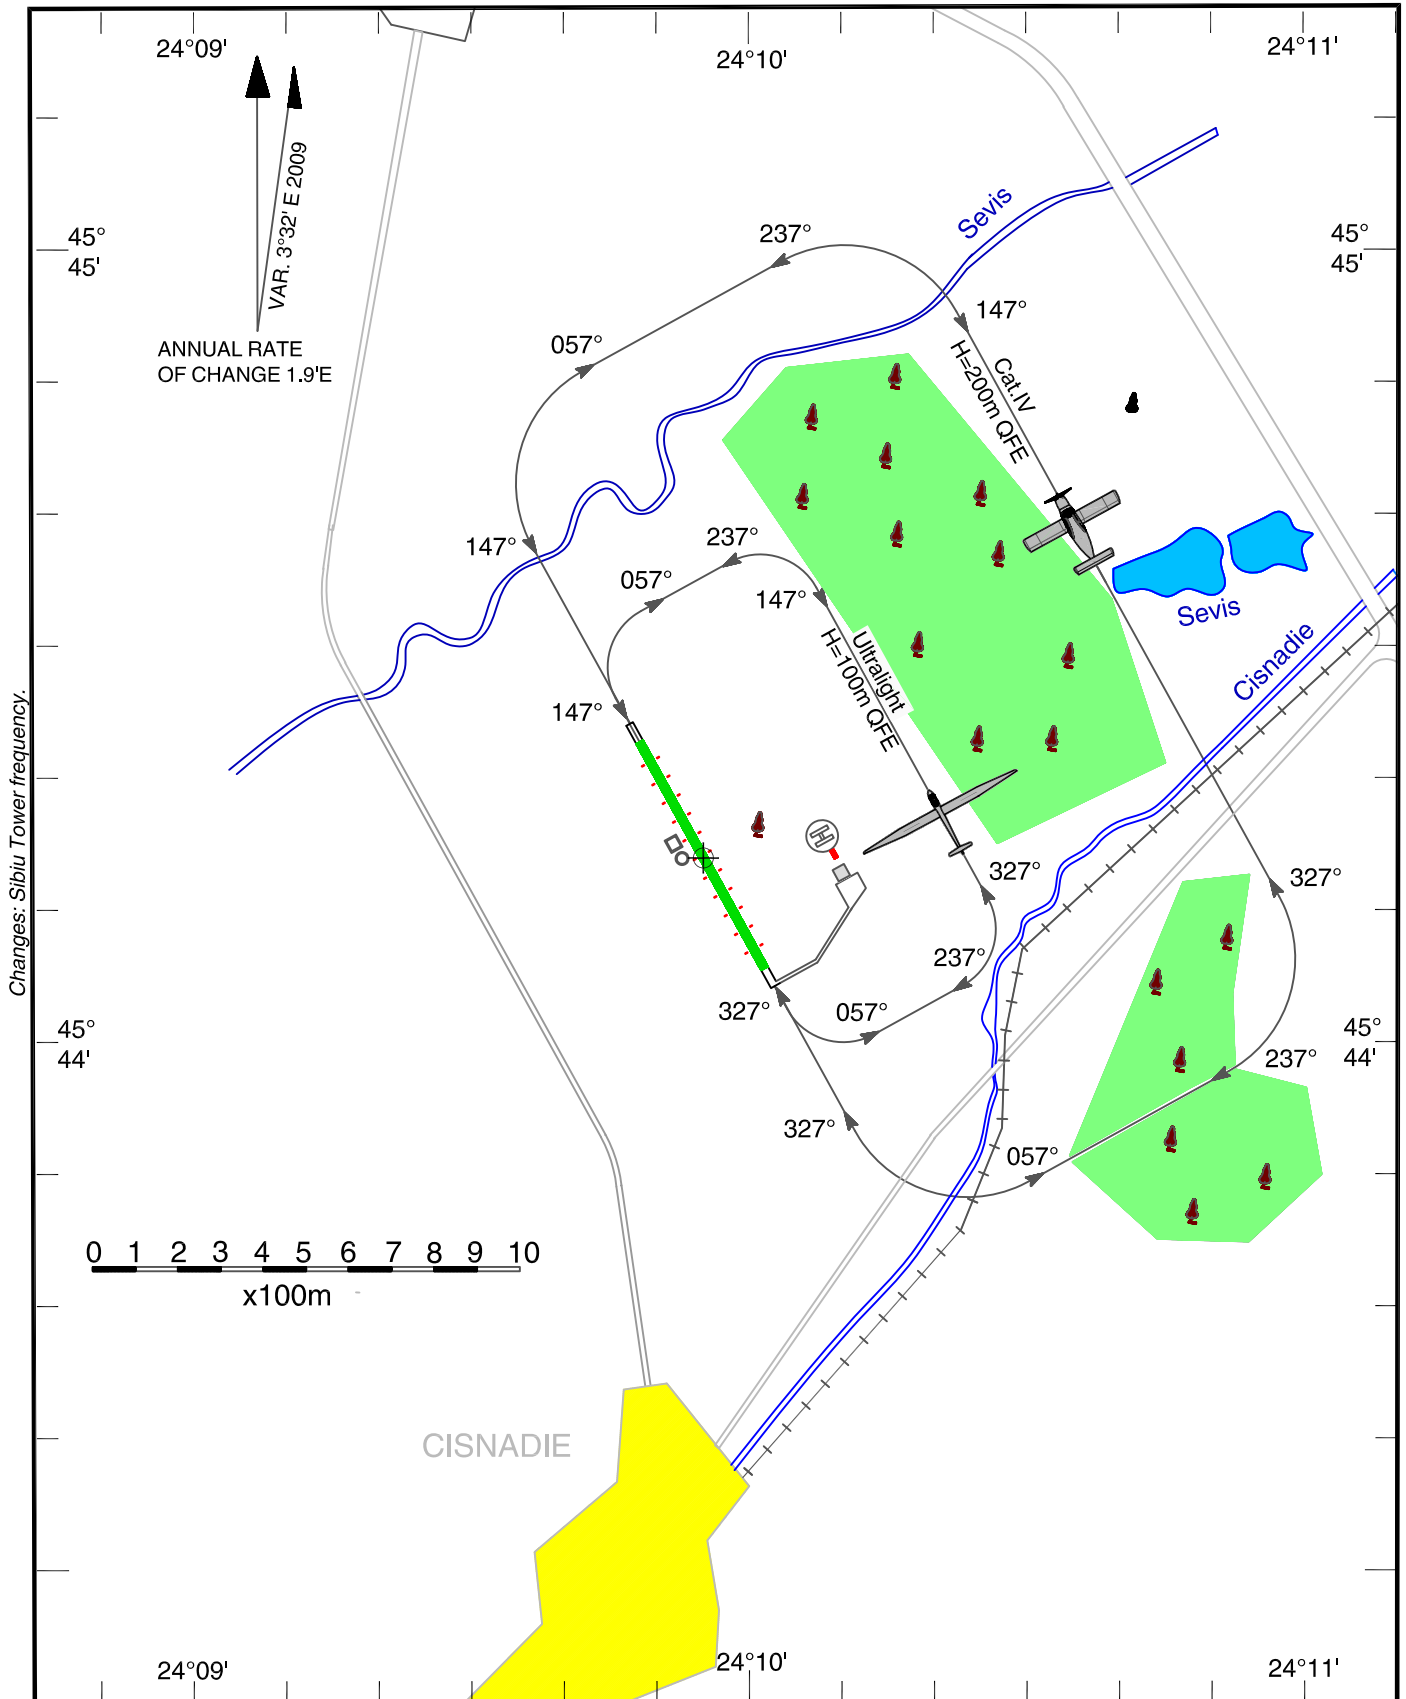 24°09'
24°10'
24°11'
VAR. 3°32' E 2009
ANNUAL RATE
OF CHANGE 1.9'E
45°
45'
45°
45'
Sevis
237°
147°
057°
Cat.IV
H=200m QFE
147°
237°
057°
147°
Ultralight
H=100m QFE
Sevis
Cisnadie
147°
327°
327°
237°
327°
057°
45°
44'
45°
44'
237°
327°
057°
Changes: Sibiu Tower frequency.
0 1 2 3 4 5 6 7 8 9 10
x100m
CISNADIE
24°09'
24°10'
24°11'